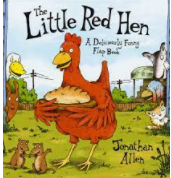 The
Little Red Hen
A Deliciously Funny
Flap Book
Jonathan
Allen